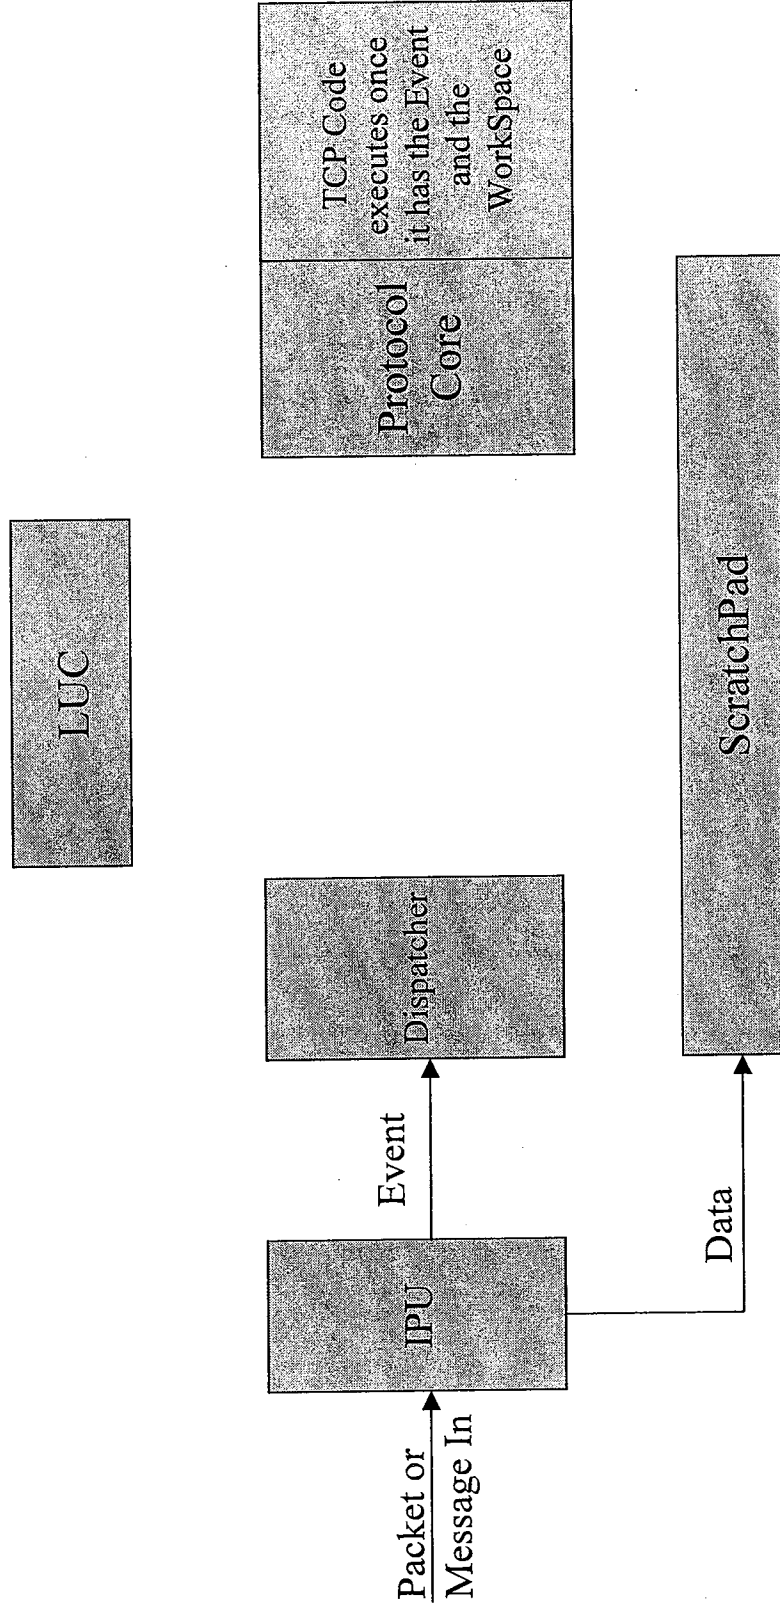 LUC
Packet or
Message In
IPU
Event
Dispatcher
Protocol
Core
TCP Code
executes once
it has the Event
and the
WorkSpace
Data
ScratchPad